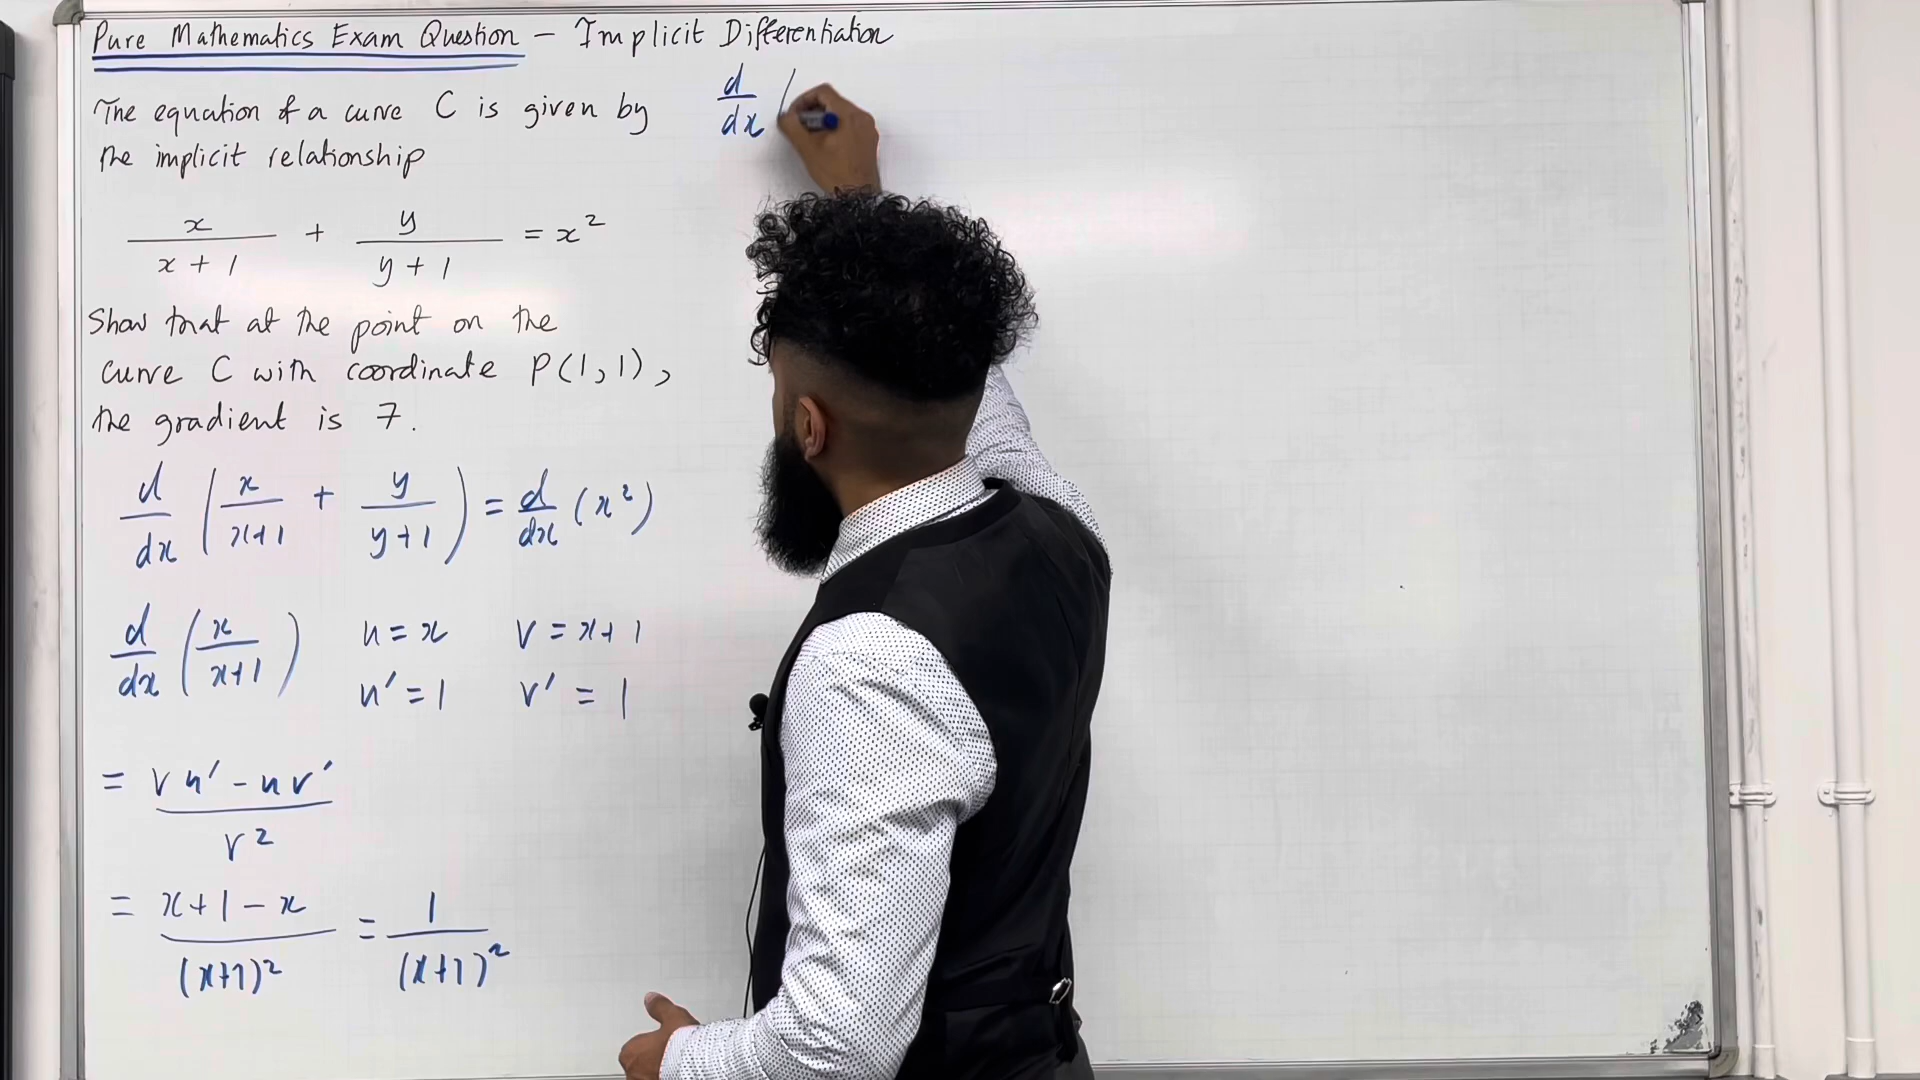 Pure Mathematics Exam Question – Implicit Differentiation
The equation of a curve C is given by
the implicit relationship
x/(x + 1) + y/(y + 1) = x²
Show that at the point on the
curve C with coordinate P(1,1),
the gradient is 7.
d/dx (x/(x+1) + y/(y+1)) = d/dx (x²)
d/dx (x/(x+1)) u = x v = x+1
u' = 1 v' = 1
= (vu' - uv')/v²
= (x+1-x)/(x+1)² = 1/(x+1)²
d/dx (